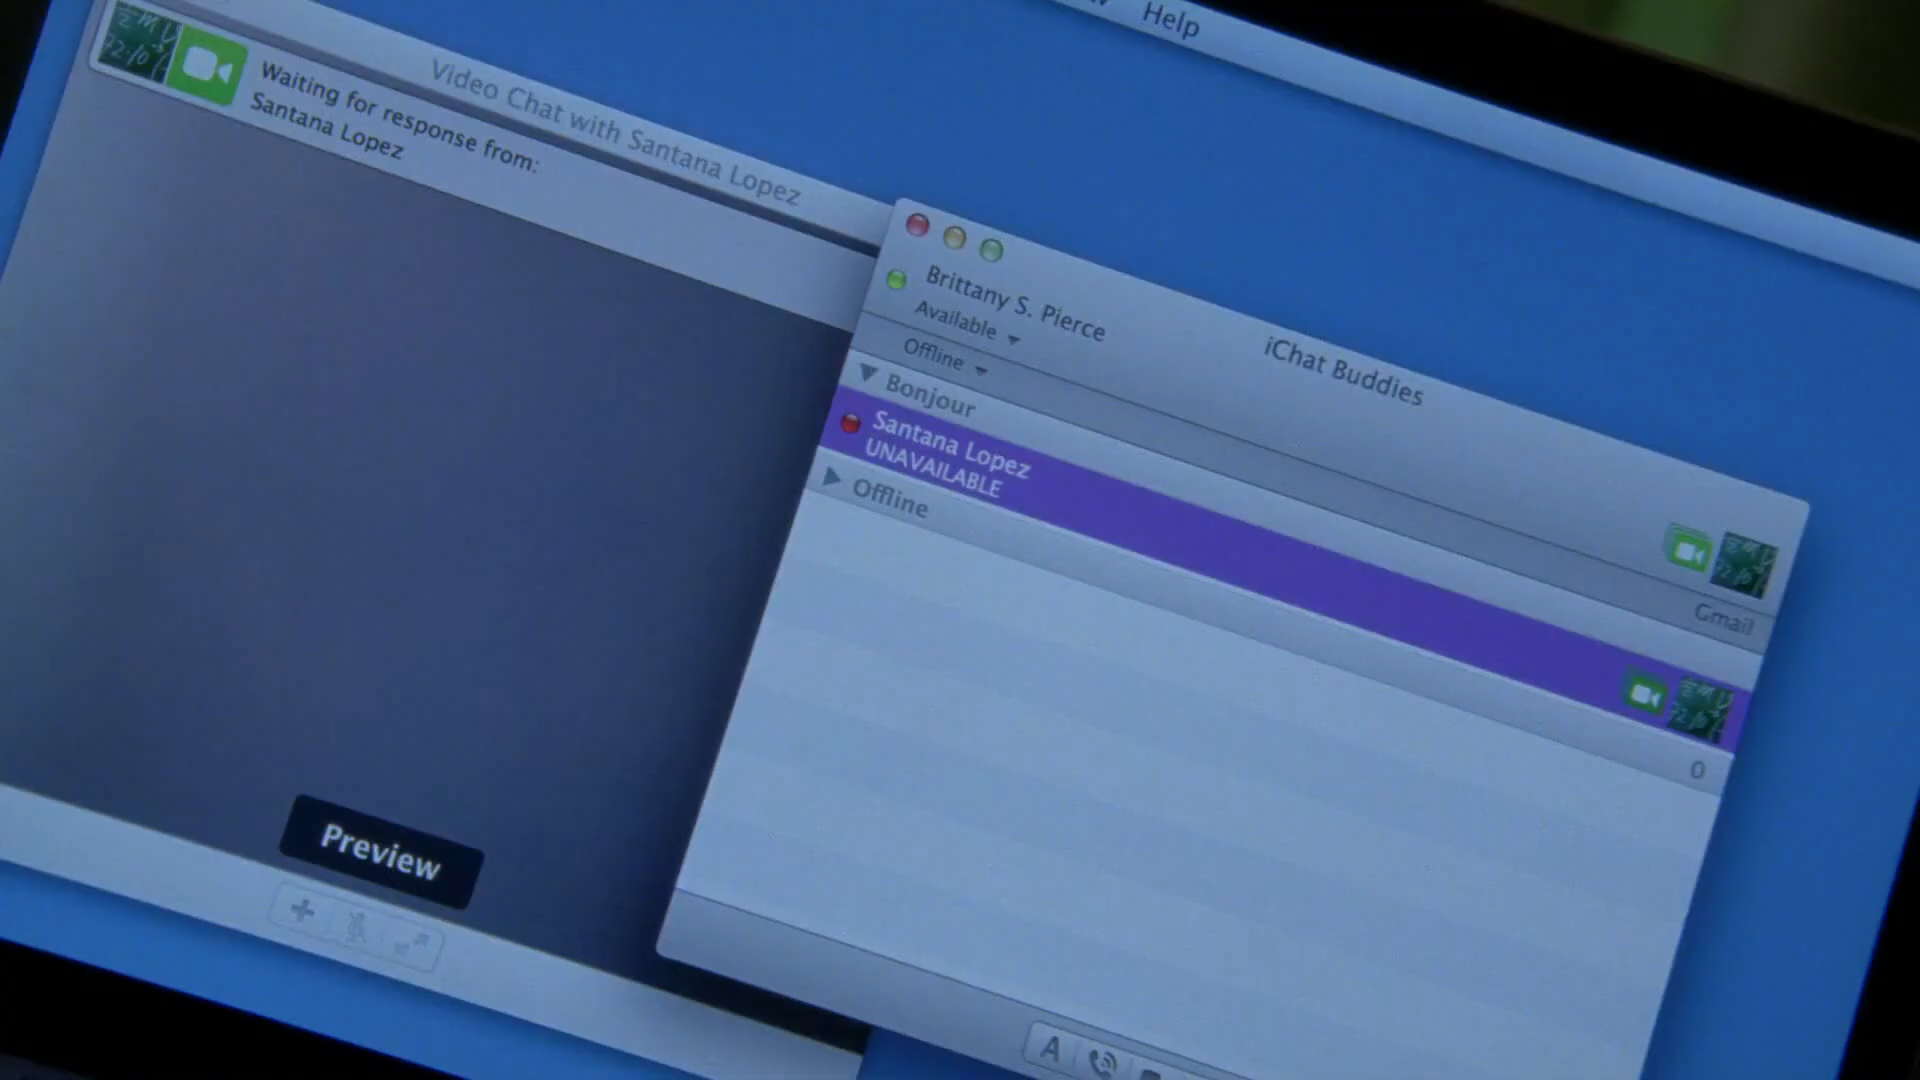 Help
Video Chat with Santana Lopez
Waiting for response from:
Santana Lopez
Preview
Brittany S. Pierce
Available
iChat Buddies
Offline
Gmail
Bonjour
Santana Lopez
UNAVAILABLE
Offline
0
A